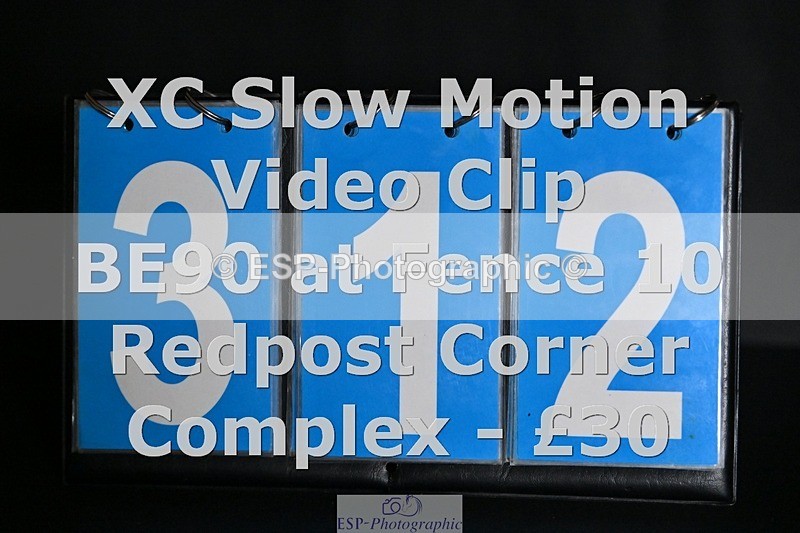 XC Slow Motion
Video Clip
BE90 at Fence 10
© ESP-Photographic ©
Redpost Corner
Complex - £30
312
ESP-Photographic